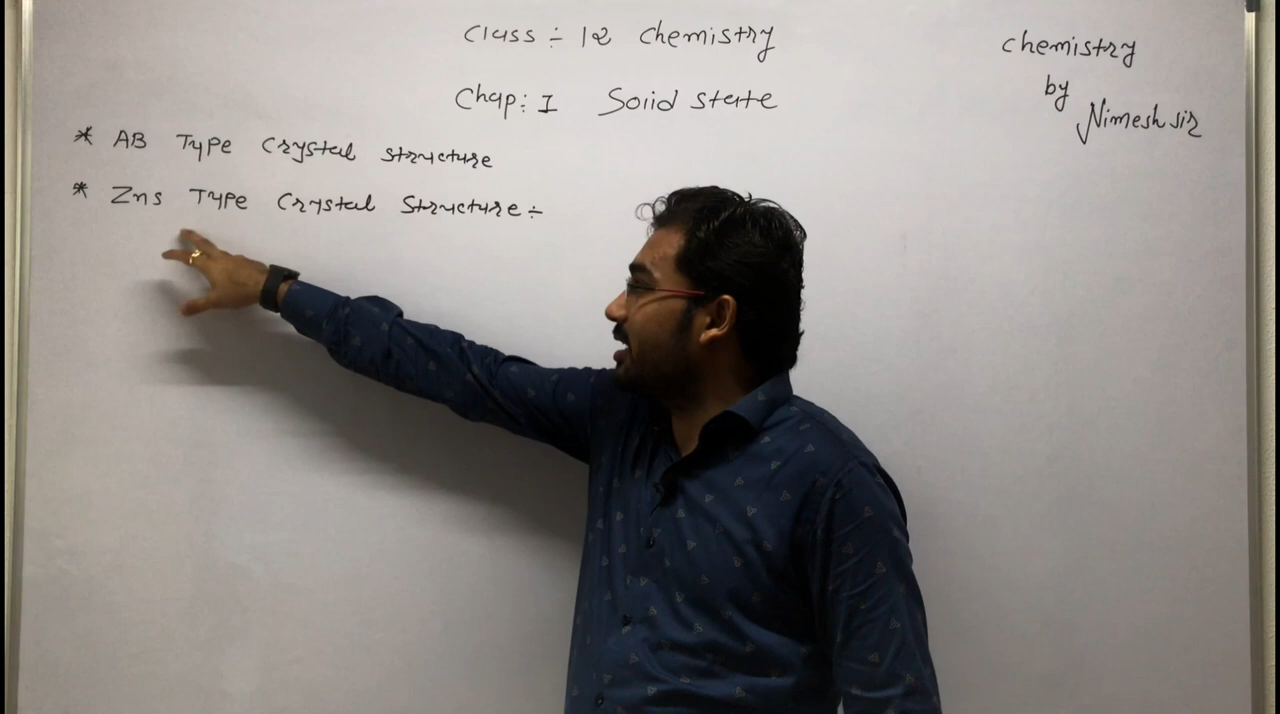 Class ÷ 12 Chemistry
Chap: I Solid state
* AB Type Crystal structure
* Zns Type Crystal Structure ÷
Chemistry
by
Nimesh sir